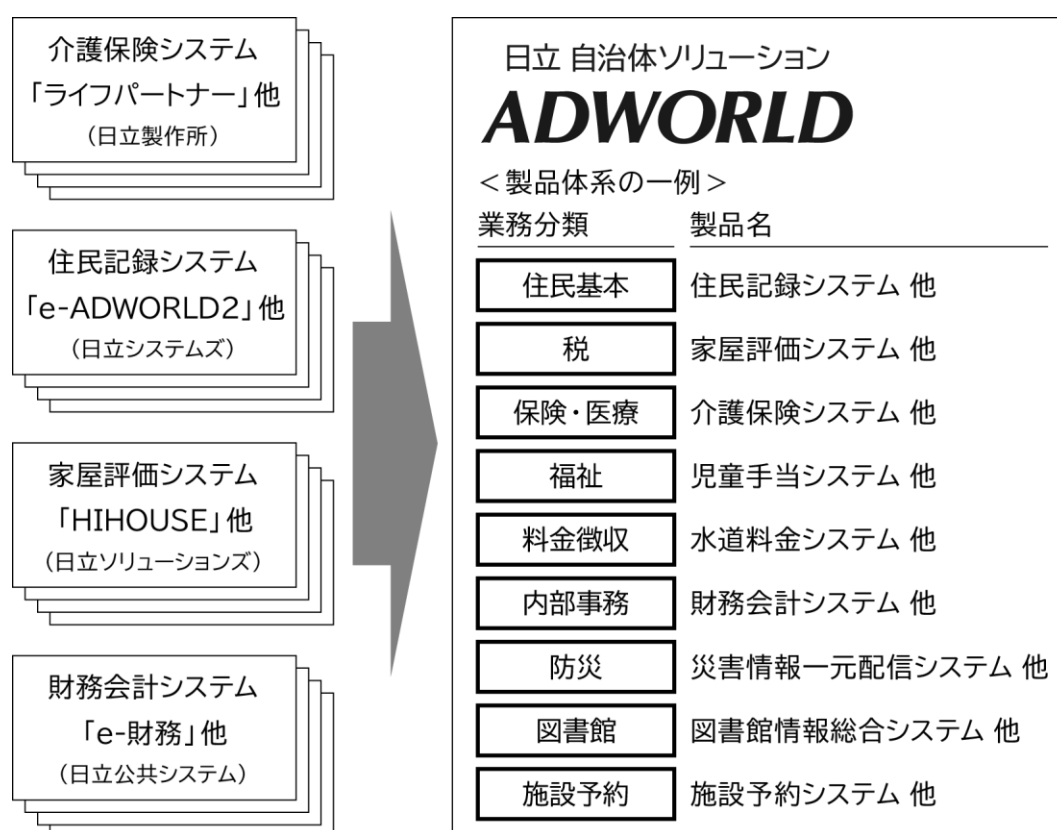 介護保険システム
「ライフパートナー」他
（日立製作所）
住民記録システム
「e-ADWORLD2」他
（日立システムズ）
家屋評価システム
「HIHOUSE」他
（日立ソリューションズ）
財務会計システム
「e-財務」他
（日立公共システム）
日立 自治体ソリューション
ADWORLD
＜製品体系の一例＞
業務分類 製品名
住民基本 住民記録システム 他
税 家屋評価システム 他
保険・医療 介護保険システム 他
福祉 児童手当システム 他
料金徴収 水道料金システム 他
内部事務 財務会計システム 他
防災 災害情報一元配信システム 他
図書館 図書館情報総合システム 他
施設予約 施設予約システム 他